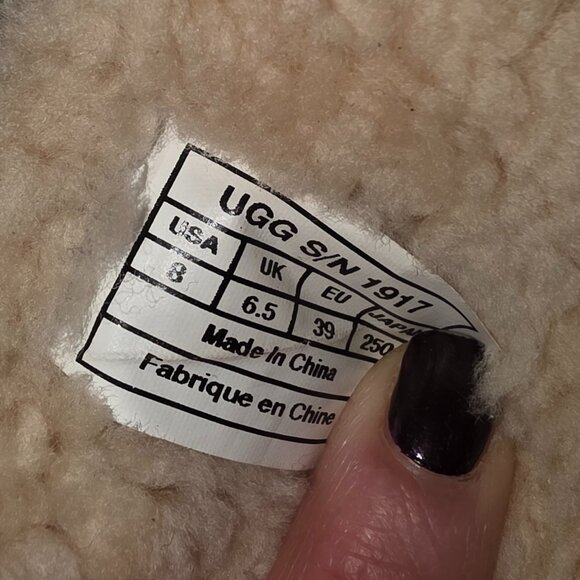 UGG S/N 1917
USA UK EU JAPAN
8 6.5 39 250
Made In China
Fabrique en Chine